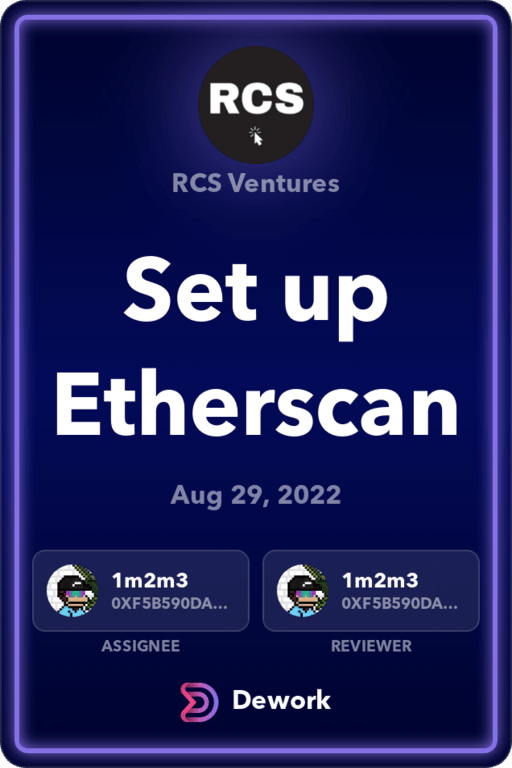 RCS
RCS Ventures
Set up
Etherscan
Aug 29, 2022
1m2m3
0XF5B590DA...
ASSIGNEE
1m2m3
0XF5B590DA...
REVIEWER
Dework